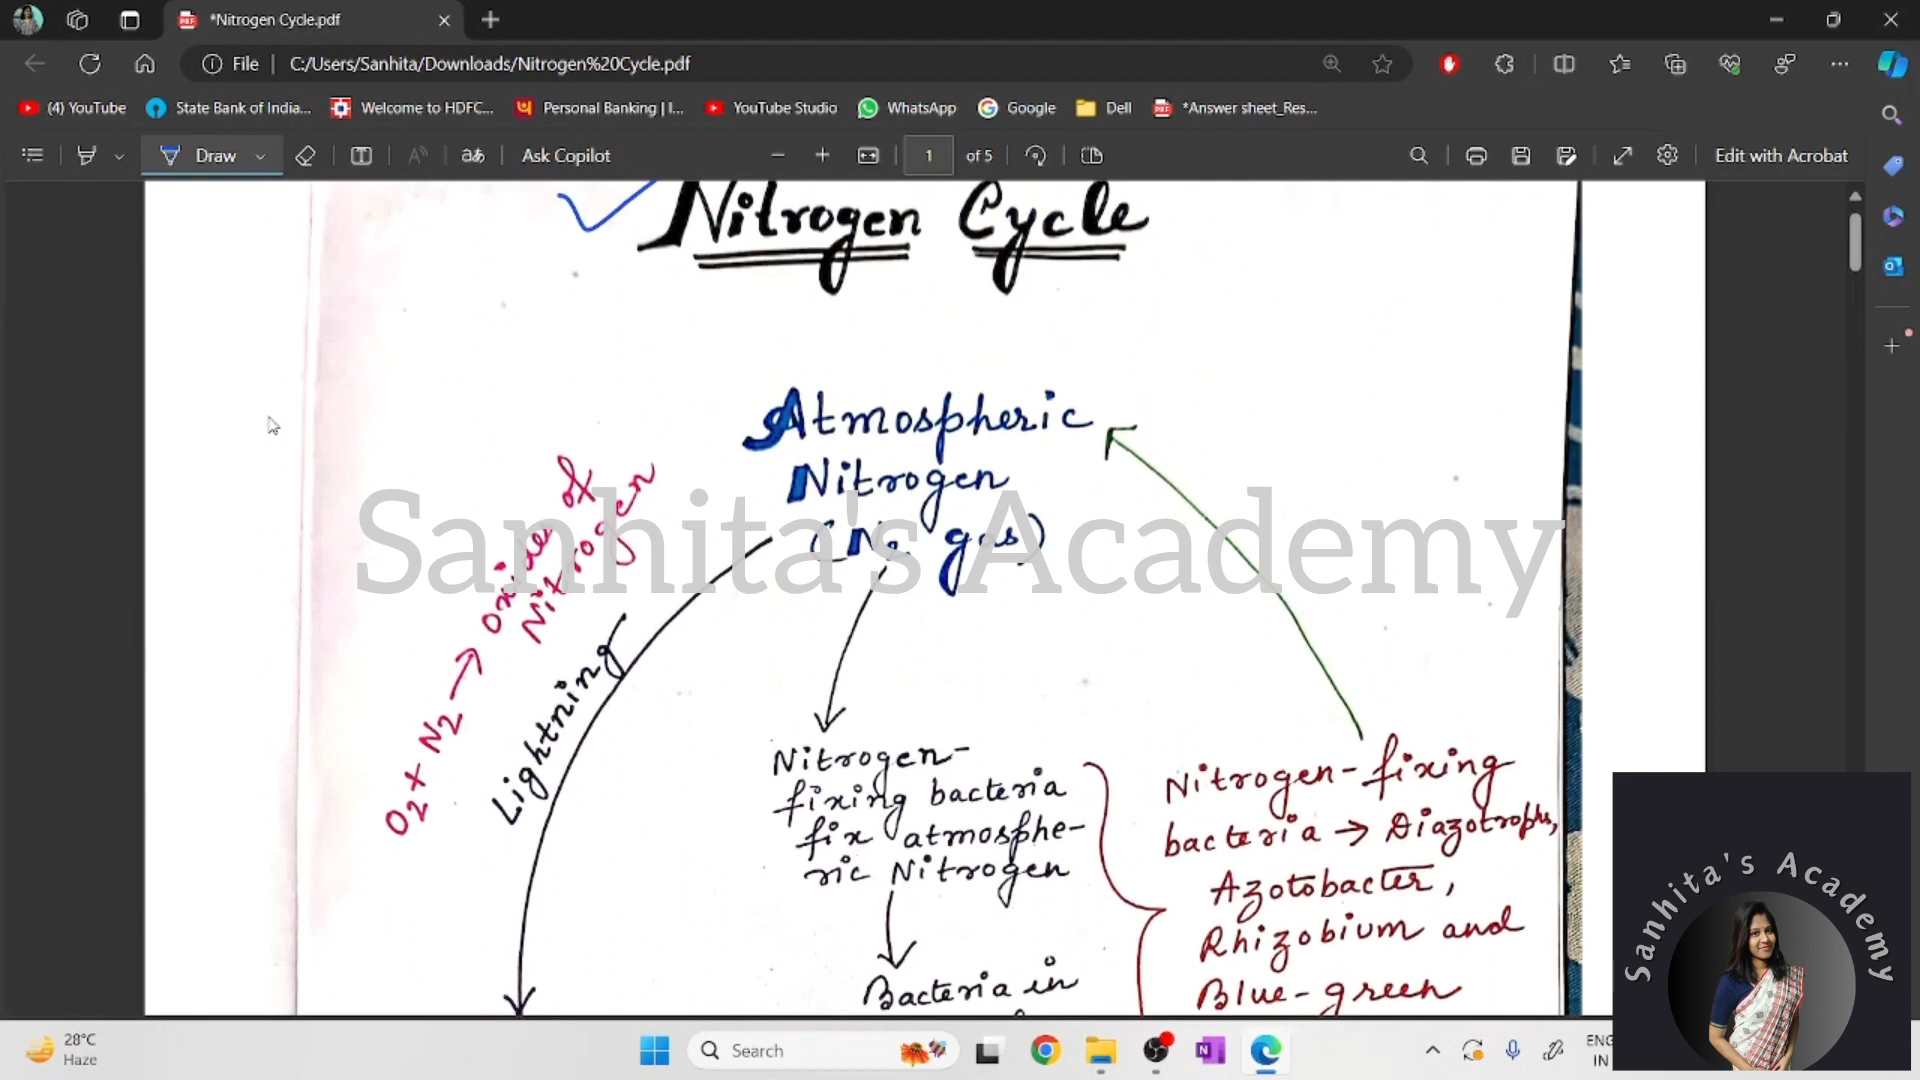 *Nitrogen Cycle.pdf
File
C:/Users/Sanhita/Downloads/Nitrogen%20Cycle.pdf
(4) YouTube
State Bank of India...
Welcome to HDFC...
Personal Banking | I...
YouTube Studio
WhatsApp
Google
Dell
*Answer sheet_Res...
Draw
Ask Copilot
1
of 5
Edit with Acrobat
Nitrogen Cycle
Atmospheric
Nitrogen
(N2 gas)
O2 + N2 → oxides of
Nitrogen
Lightning
Nitrogen-
fixing bacteria
fix atmosphe-
ric Nitrogen
Bacteria in
Nitrogen-fixing
bacteria → Diazotrophs,
Azotobacter,
Rhizobium and
Blue-green
Sanhita's Academy
Sanhita's Academy
28°C
Haze
Search
ENG
IN